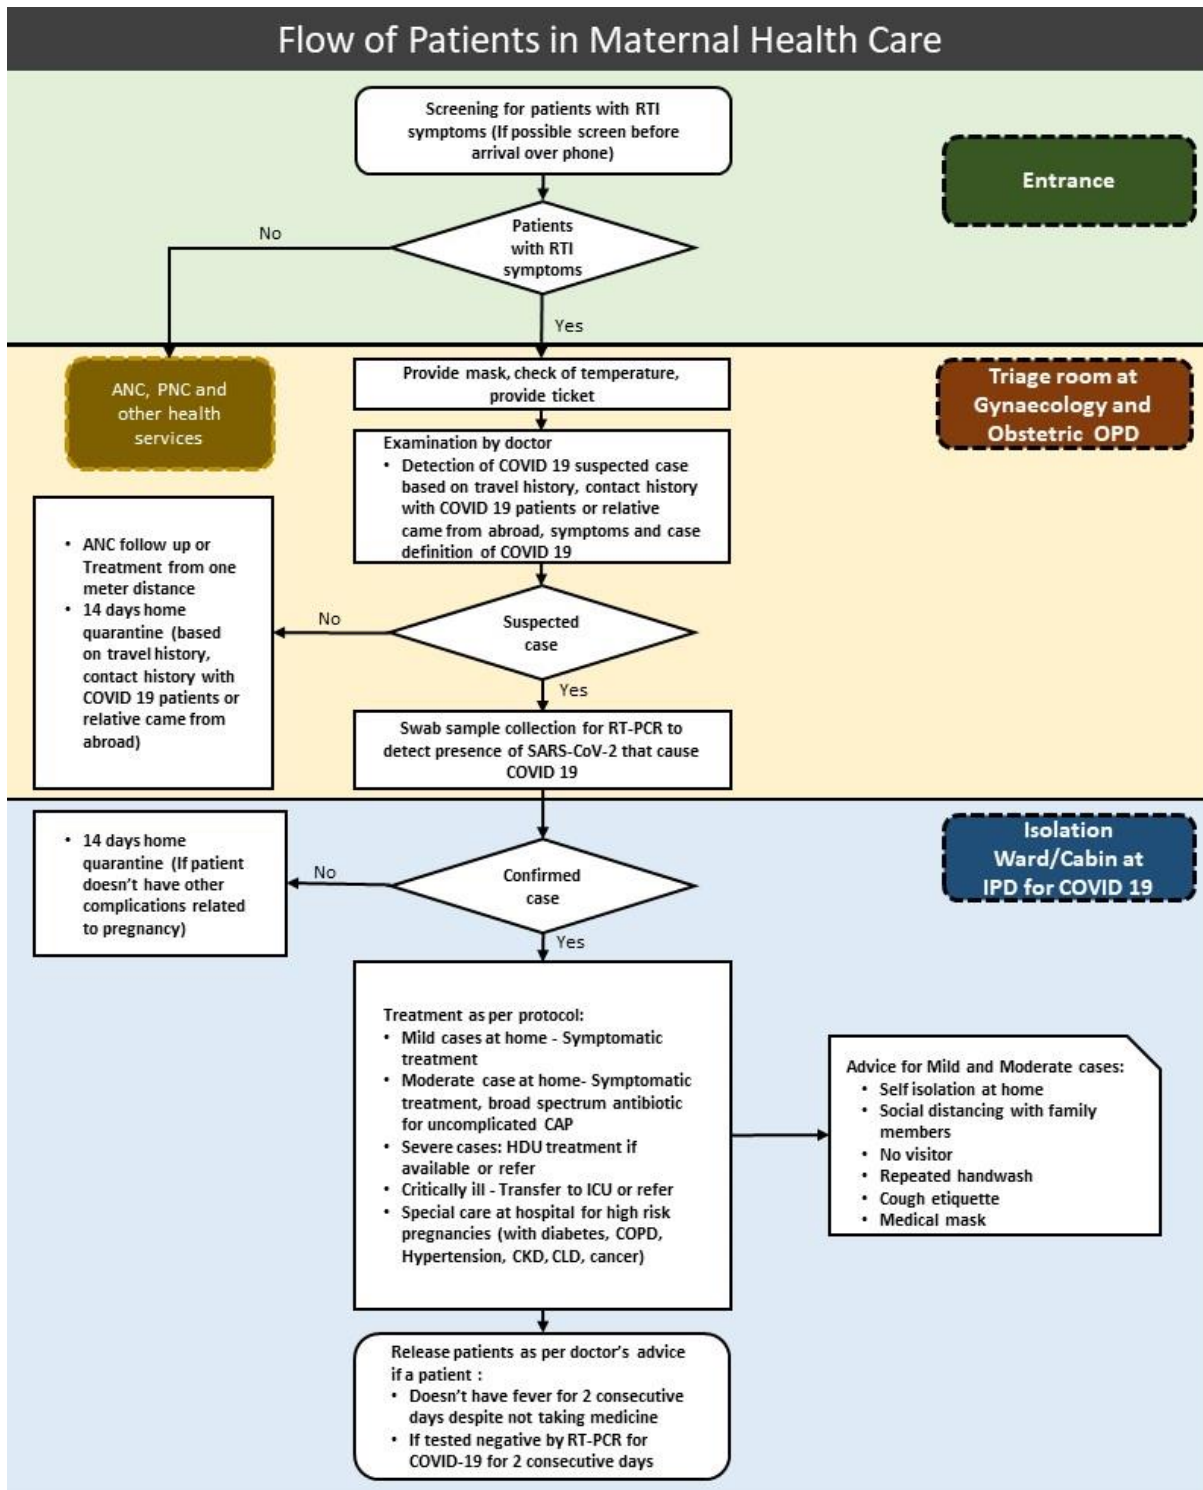 Flow of Patients in Maternal Health Care
Screening for patients with RTI
symptoms (If possible screen before
arrival over phone)
Entrance
Patients
with RTI
symptoms
No
Yes
ANC, PNC and
other health
services
Provide mask, check of temperature,
provide ticket
Triage room at
Gynaecology and
Obstetric OPD
Examination by doctor
• Detection of COVID 19 suspected case
based on travel history, contact history
with COVID 19 patients or relative
came from abroad, symptoms and case
definition of COVID 19
• ANC follow up or
Treatment from one
meter distance
• 14 days home
quarantine (based
on travel history,
contact history with
COVID 19 patients or
relative came from
abroad)
No
Suspected
case
Yes
Swab sample collection for RT-PCR to
detect presence of SARS-CoV-2 that cause
COVID 19
Isolation
Ward/Cabin at
IPD for COVID 19
• 14 days home
quarantine (If patient
doesn't have other
complications related
to pregnancy)
No
Confirmed
case
Yes
Treatment as per protocol:
• Mild cases at home - Symptomatic
treatment
• Moderate case at home- Symptomatic
treatment, broad spectrum antibiotic
for uncomplicated CAP
• Severe cases: HDU treatment if
available or refer
• Critically ill - Transfer to ICU or refer
• Special care at hospital for high risk
pregnancies (with diabetes, COPD,
Hypertension, CKD, CLD, cancer)
Advice for Mild and Moderate cases:
• Self isolation at home
• Social distancing with family
members
• No visitor
• Repeated handwash
• Cough etiquette
• Medical mask
Release patients as per doctor's advice
if a patient :
• Doesn't have fever for 2 consecutive
days despite not taking medicine
• If tested negative by RT-PCR for
COVID-19 for 2 consecutive days